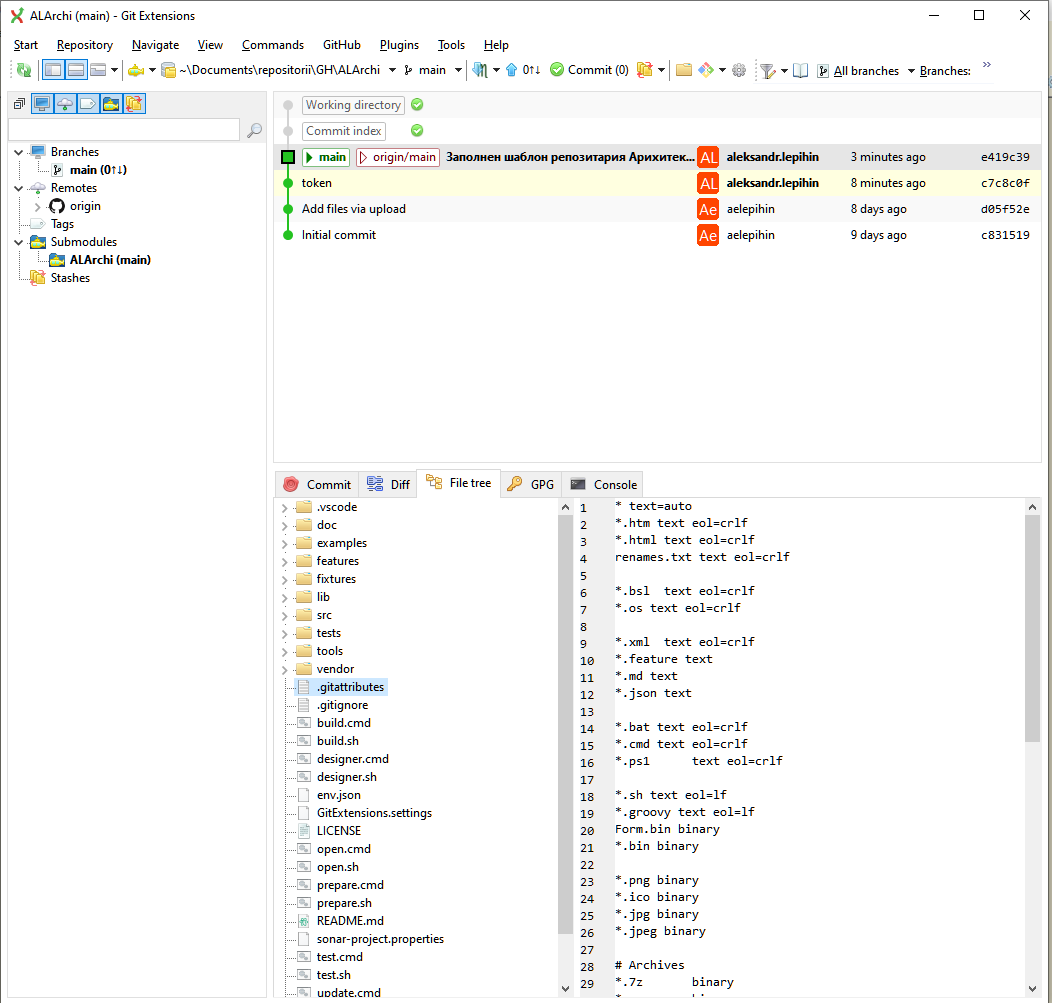 ALArchi (main) - Git Extensions
Start Repository Navigate View Commands GitHub Plugins Tools Help
~\Documents\repositorii\GH\ALArchi main 0↑↓ Commit (0) All branches Branches: »
Working directory
Commit index
main origin/main Заполнен шаблон репозитария Арихитек... AL aleksandr.lepihin 3 minutes ago e419c39
token AL aleksandr.lepihin 8 minutes ago c7c8c0f
Add files via upload Ae aelepihin 8 days ago d05f52e
Initial commit Ae aelepihin 9 days ago c831519
Branches
main (0↑↓)
Remotes
origin
Tags
Submodules
ALArchi (main)
Stashes
Commit Diff File tree GPG Console
.vscode
doc
examples
features
fixtures
lib
src
tests
tools
vendor
.gitattributes
.gitignore
build.cmd
build.sh
designer.cmd
designer.sh
env.json
GitExtensions.settings
LICENSE
open.cmd
open.sh
prepare.cmd
prepare.sh
README.md
sonar-project.properties
test.cmd
test.sh
update.cmd
1 * text=auto
2 *.htm text eol=crlf
3 *.html text eol=crlf
4 renames.txt text eol=crlf
5
6 *.bsl  text eol=crlf
7 *.os text eol=crlf
8
9 *.xml  text eol=crlf
10 *.feature text
11 *.md text
12 *.json text
13
14 *.bat text eol=crlf
15 *.cmd text eol=crlf
16 *.ps1      text eol=crlf
17
18 *.sh text eol=lf
19 *.groovy text eol=lf
20 Form.bin binary
21 *.bin binary
22
23 *.png binary
24 *.ico binary
25 *.jpg binary
26 *.jpeg binary
27
28 # Archives
29 *.7z       binary